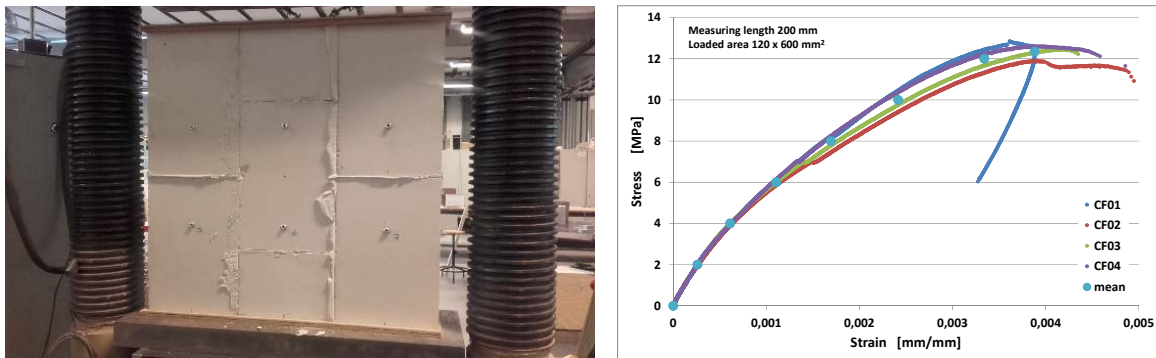 14
12
10
8
6
4
2
0
Stress [MPa]
Measuring length 200 mm
Loaded area 120 x 600 mm²
CF01
CF02
CF03
CF04
mean
0 0,001 0,002 0,003 0,004 0,005
Strain [mm/mm]